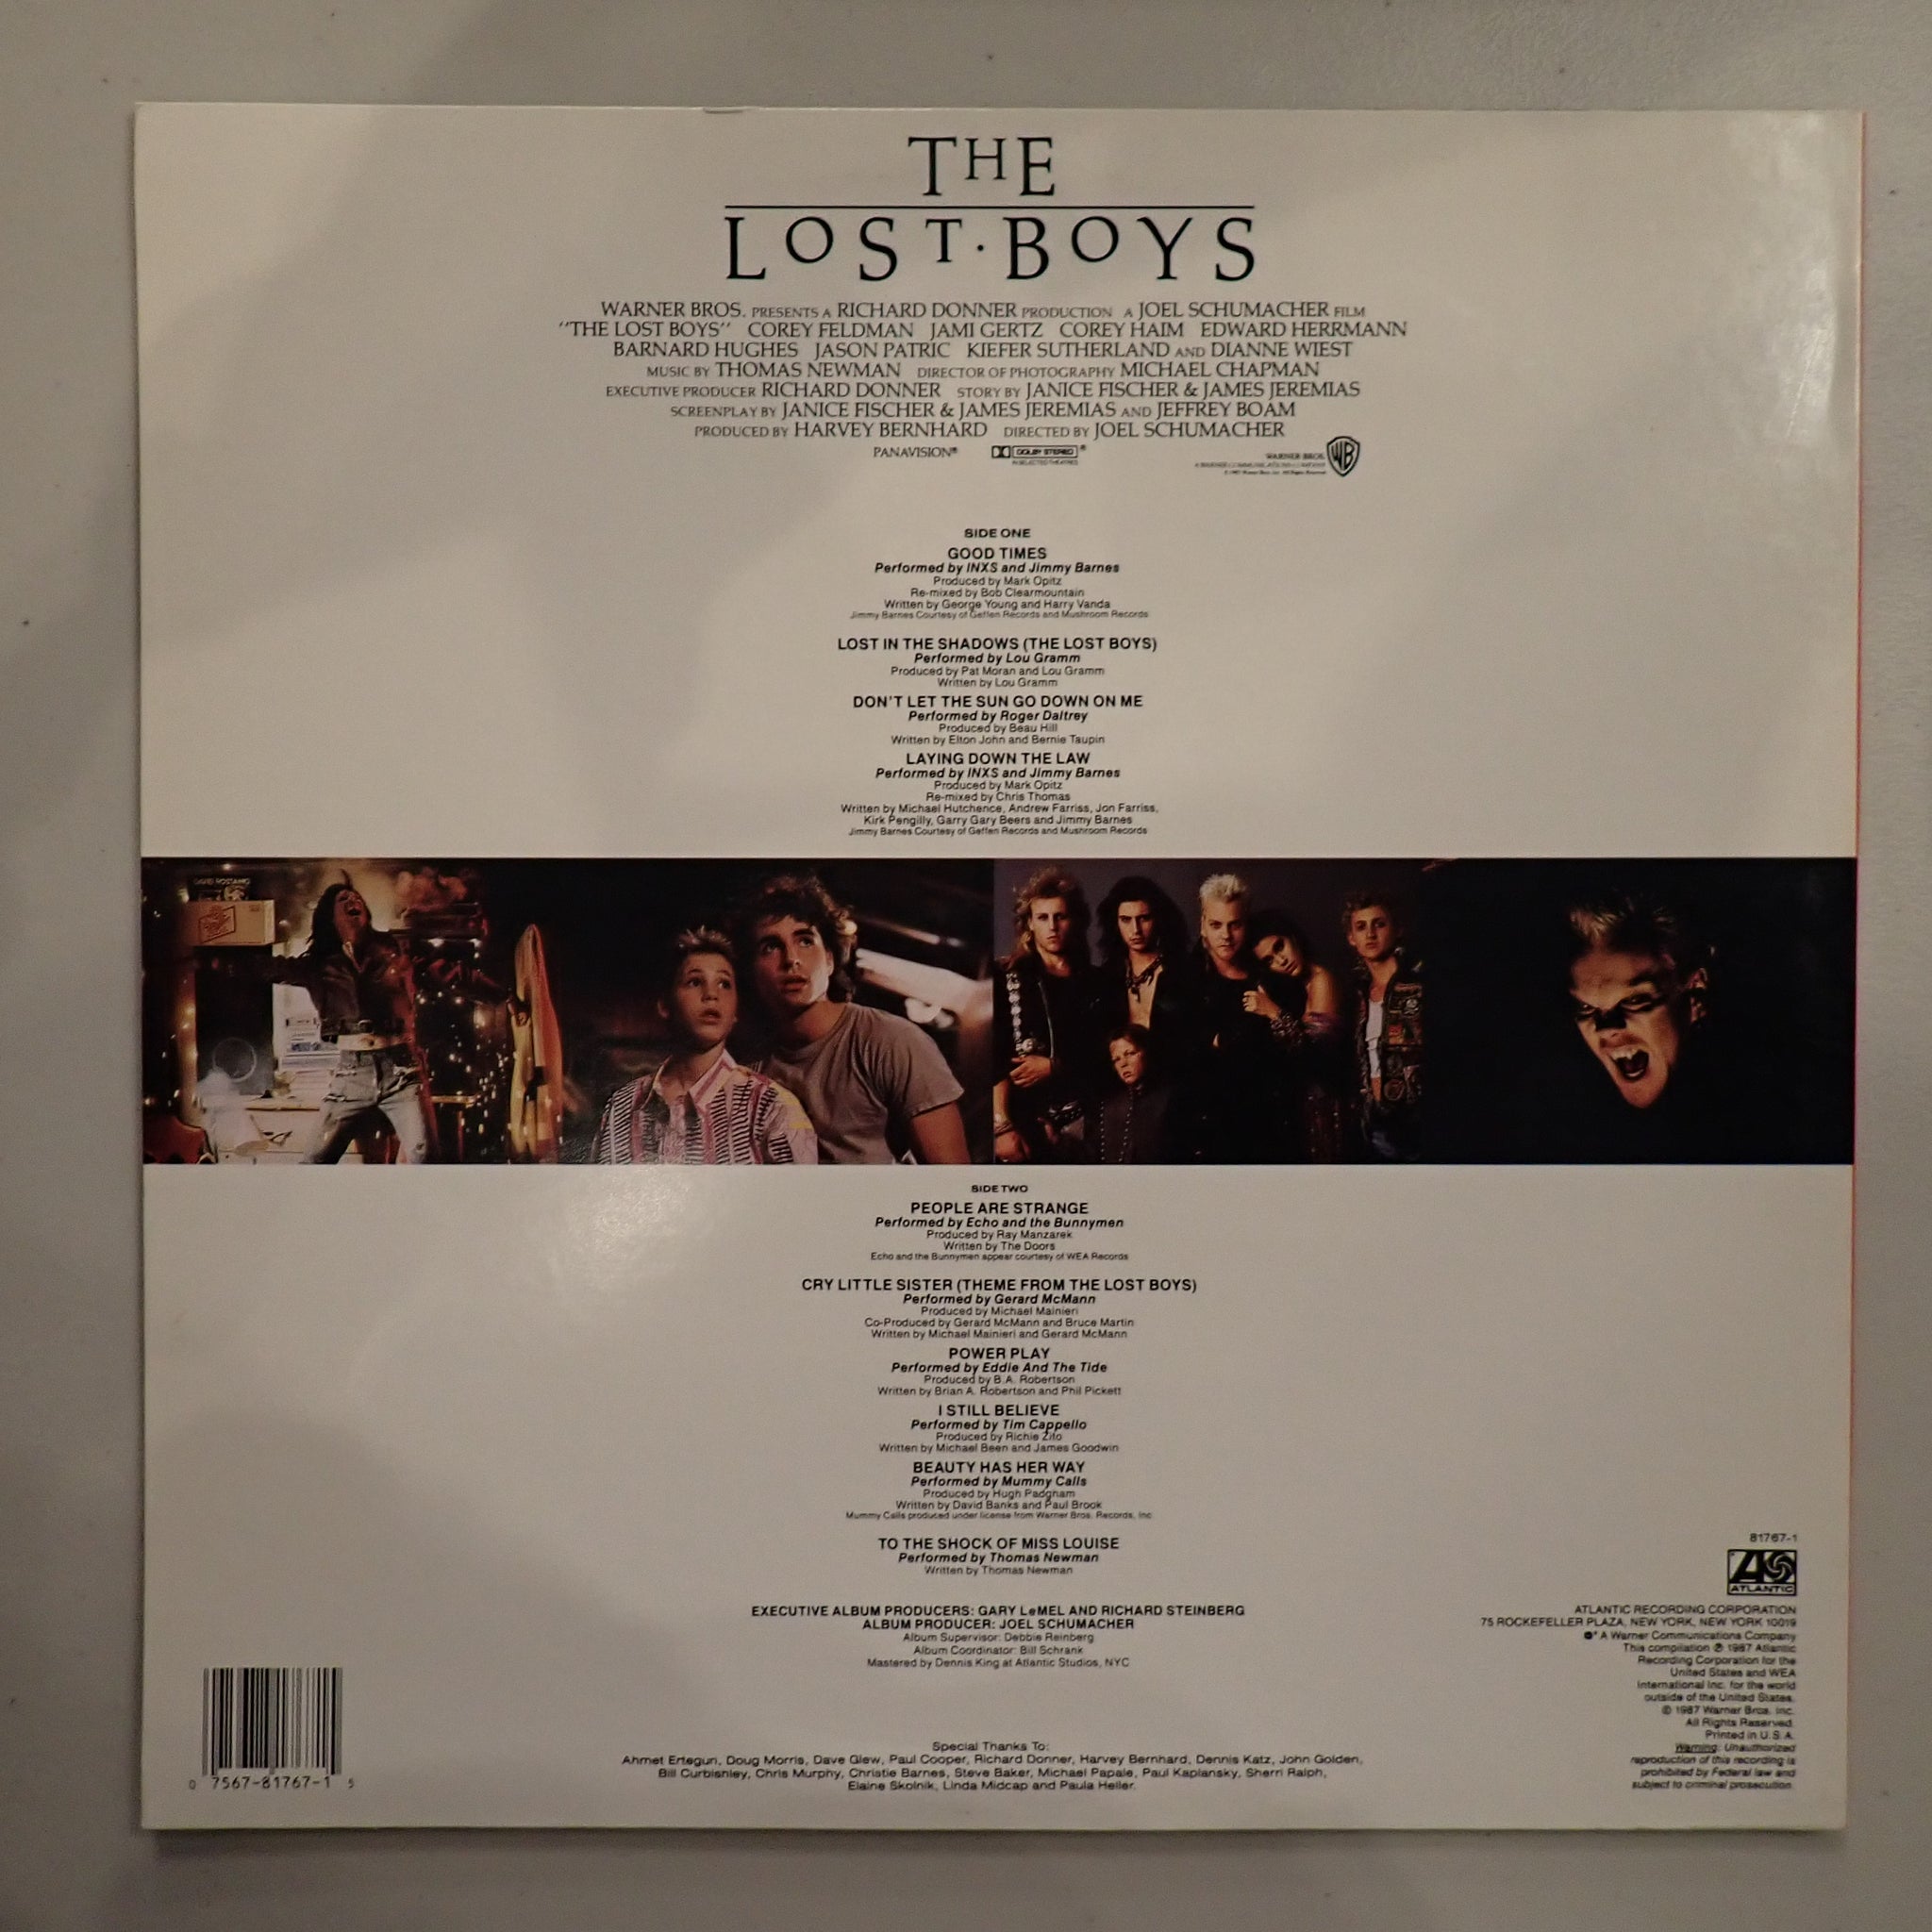 THE
LOST·BOYS
WARNER BROS. PRESENTS A RICHARD DONNER PRODUCTION A JOEL SCHUMACHER FILM
"THE LOST BOYS" COREY FELDMAN JAMI GERTZ COREY HAIM EDWARD HERRMANN
BARNARD HUGHES JASON PATRIC KIEFER SUTHERLAND AND DIANNE WIEST
MUSIC BY THOMAS NEWMAN DIRECTOR OF PHOTOGRAPHY MICHAEL CHAPMAN
EXECUTIVE PRODUCER RICHARD DONNER STORY BY JANICE FISCHER & JAMES JEREMIAS
SCREENPLAY BY JANICE FISCHER & JAMES JEREMIAS AND JEFFREY BOAM
PRODUCED BY HARVEY BERNHARD DIRECTED BY JOEL SCHUMACHER
PANAVISION® DOLBY STEREO ® WARNER BROS. WB
IN SELECTED THEATRES
SIDE ONE
GOOD TIMES
Performed by INXS and Jimmy Barnes
Produced by Mark Opitz
Re-mixed by Bob Clearmountain
Written by George Young and Harry Vanda
Jimmy Barnes Courtesy of Geffen Records and Mushroom Records
LOST IN THE SHADOWS (THE LOST BOYS)
Performed by Lou Gramm
Produced by Pat Moran and Lou Gramm
Written by Lou Gramm
DON'T LET THE SUN GO DOWN ON ME
Performed by Roger Daltrey
Produced by Beau Hill
Written by Elton John and Bernie Taupin
LAYING DOWN THE LAW
Performed by INXS and Jimmy Barnes
Produced by Mark Opitz
Re-mixed by Chris Thomas
Written by Michael Hutchence, Andrew Farriss, Jon Farriss,
Kirk Pengilly, Garry Gary Beers and Jimmy Barnes
Jimmy Barnes Courtesy of Geffen Records and Mushroom Records
SIDE TWO
PEOPLE ARE STRANGE
Performed by Echo and the Bunnymen
Produced by Ray Manzarek
Written by The Doors
Echo and the Bunnymen appear courtesy of WEA Records
CRY LITTLE SISTER (THEME FROM THE LOST BOYS)
Performed by Gerard McMann
Produced by Michael Mainieri
Co-Produced by Gerard McMann and Bruce Martin
Written by Michael Mainieri and Gerard McMann
POWER PLAY
Performed by Eddie And The Tide
Produced by B.A. Robertson
Written by Brian A. Robertson and Phil Pickett
I STILL BELIEVE
Performed by Tim Cappello
Produced by Richie Zito
Written by Michael Been and James Goodwin
BEAUTY HAS HER WAY
Performed by Mummy Calls
Produced by Hugh Padgham
Written by David Banks and Paul Brook
Mummy Calls produced under license from Warner Bros. Records, Inc
TO THE SHOCK OF MISS LOUISE
Performed by Thomas Newman
Written by Thomas Newman
EXECUTIVE ALBUM PRODUCERS: GARY LeMEL AND RICHARD STEINBERG
ALBUM PRODUCER: JOEL SCHUMACHER
Album Supervisor: Debbie Reinberg
Album Coordinator: Bill Schrank
Mastered by Dennis King at Atlantic Studios, NYC
Special Thanks To:
Ahmet Ertegun, Doug Morris, Dave Glew, Paul Cooper, Richard Donner, Harvey Bernhard, Dennis Katz, John Golden,
Bill Curbishley, Chris Murphy, Christie Barnes, Steve Baker, Michael Papale, Paul Kaplansky, Sherri Ralph,
Elaine Skolnik, Linda Midcap and Paula Heller.
0 7567-81767-1 5
81767-1
ATLANTIC
ATLANTIC RECORDING CORPORATION
75 ROCKEFELLER PLAZA, NEW YORK, NEW YORK 10019
A Warner Communications Company
This compilation ℗ 1987 Atlantic
Recording Corporation for the
United States and WEA
International Inc. for the world
outside of the United States.
© 1987 Warner Bros. Inc.
All Rights Reserved.
Printed in U.S.A.
Warning: Unauthorized
reproduction of this recording is
prohibited by Federal law and
subject to criminal prosecution.